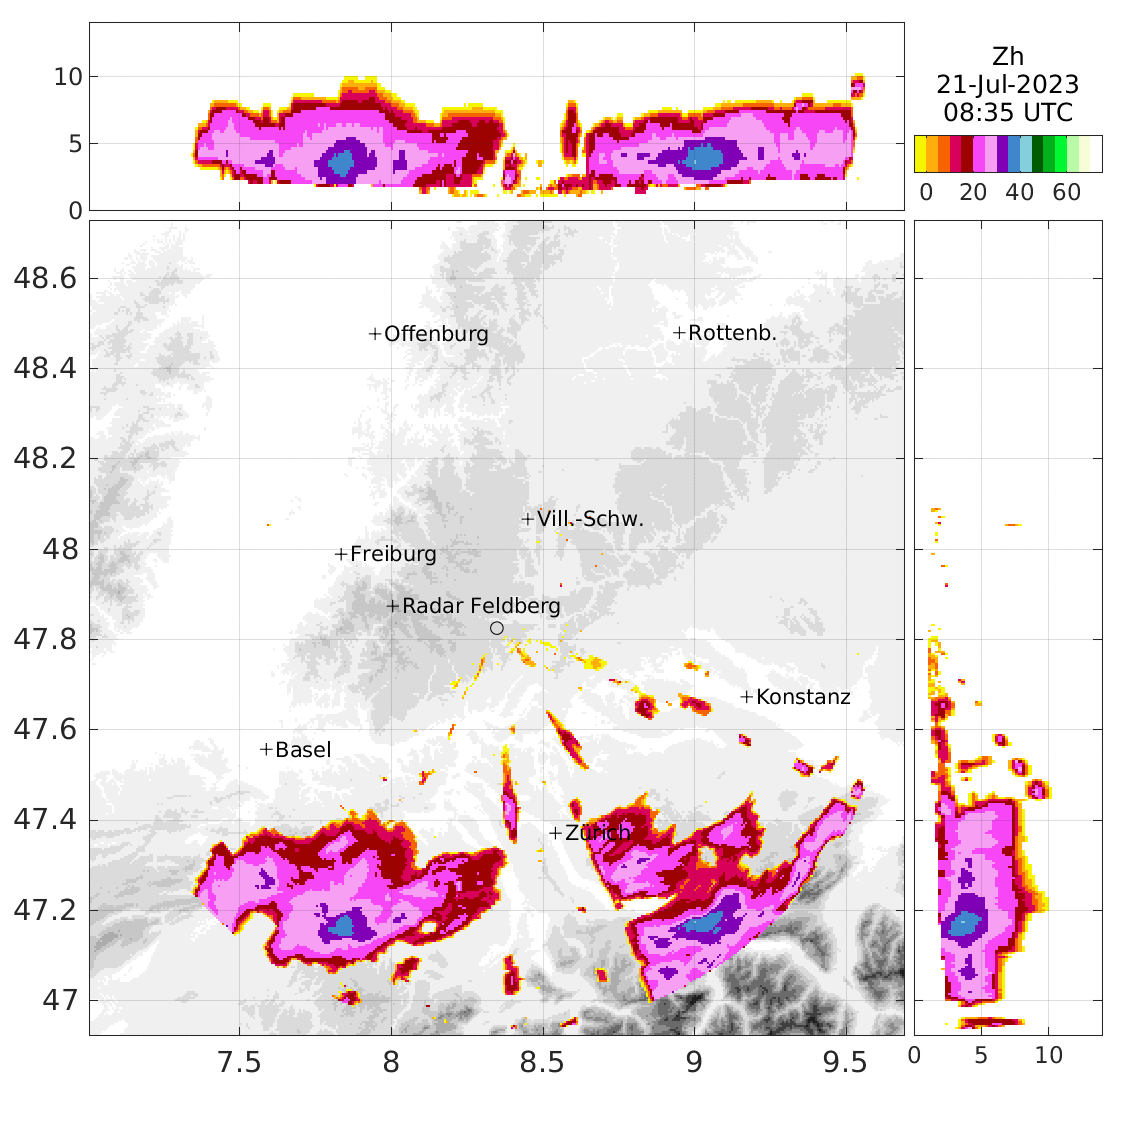 10
5
0
Zh
21-Jul-2023
08:35 UTC
0 20 40 60
48.6
48.4
48.2
48
47.8
47.6
47.4
47.2
47
+Offenburg
+Rottenb.
+Vill.-Schw.
+Freiburg
+Radar Feldberg
+Konstanz
+Basel
+Zürich
7.5 8 8.5 9 9.5
0 5 10